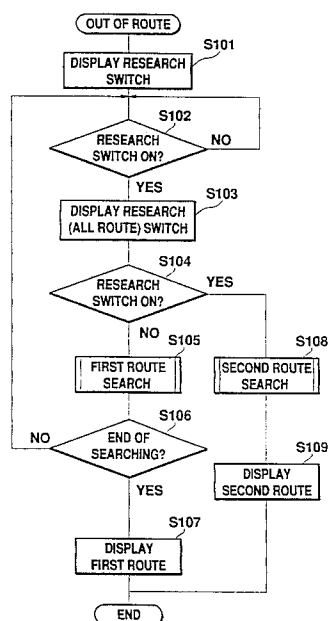 OUT OF ROUTE
S101
DISPLAY RESEARCH
SWITCH
S102
RESEARCH
SWITCH ON?
NO
YES
S103
DISPLAY RESEARCH
(ALL ROUTE) SWITCH
S104
RESEARCH
SWITCH ON?
YES
NO
S105
FIRST ROUTE
SEARCH
S108
SECOND ROUTE
SEARCH
S106
END OF
SEARCHING?
NO
YES
S109
DISPLAY
SECOND ROUTE
S107
DISPLAY
FIRST ROUTE
END